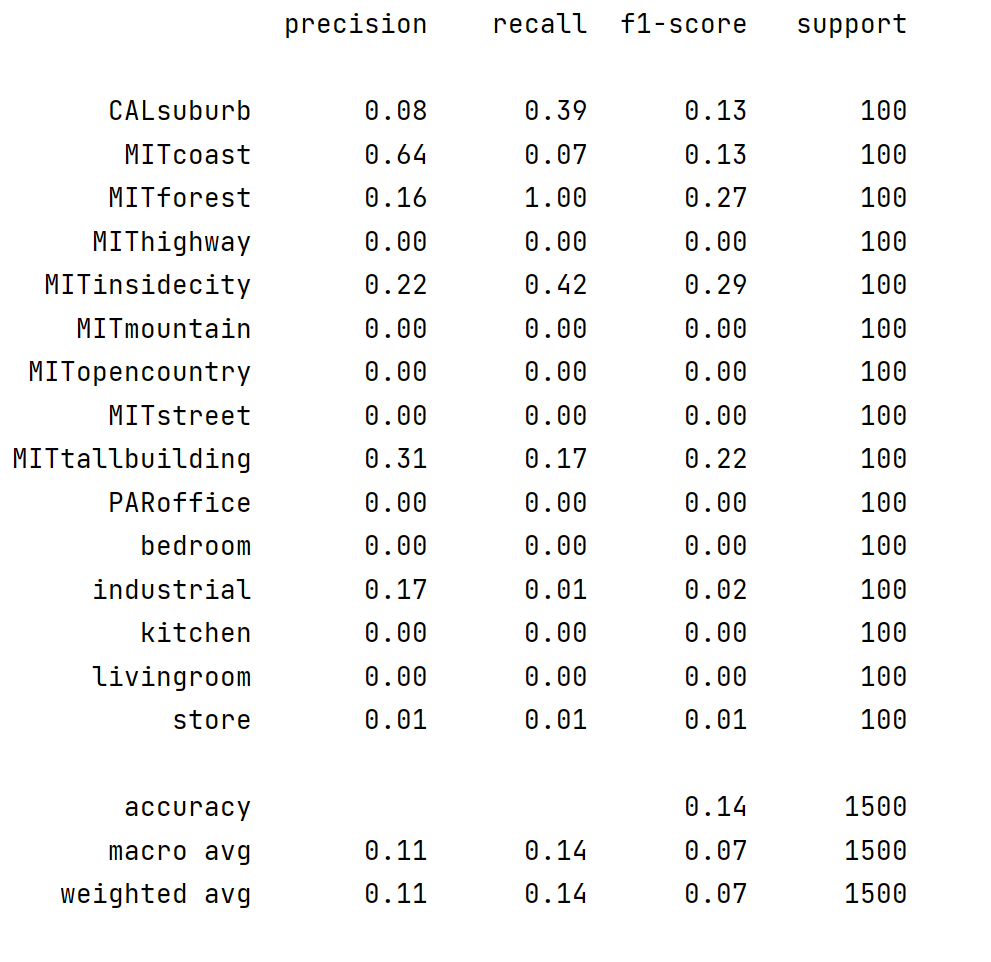 precision recall f1-score support
CALsuburb 0.08 0.39 0.13 100
MITcoast 0.64 0.07 0.13 100
MITforest 0.16 1.00 0.27 100
MIThighway 0.00 0.00 0.00 100
MITinsidecity 0.22 0.42 0.29 100
MITmountain 0.00 0.00 0.00 100
MITopencountry 0.00 0.00 0.00 100
MITstreet 0.00 0.00 0.00 100
MITtallbuilding 0.31 0.17 0.22 100
PARoffice 0.00 0.00 0.00 100
bedroom 0.00 0.00 0.00 100
industrial 0.17 0.01 0.02 100
kitchen 0.00 0.00 0.00 100
livingroom 0.00 0.00 0.00 100
store 0.01 0.01 0.01 100
accuracy 0.14 1500
macro avg 0.11 0.14 0.07 1500
weighted avg 0.11 0.14 0.07 1500